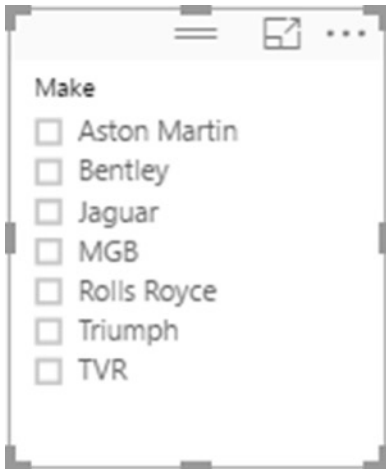 Make
Aston Martin
Bentley
Jaguar
MGB
Rolls Royce
Triumph
TVR